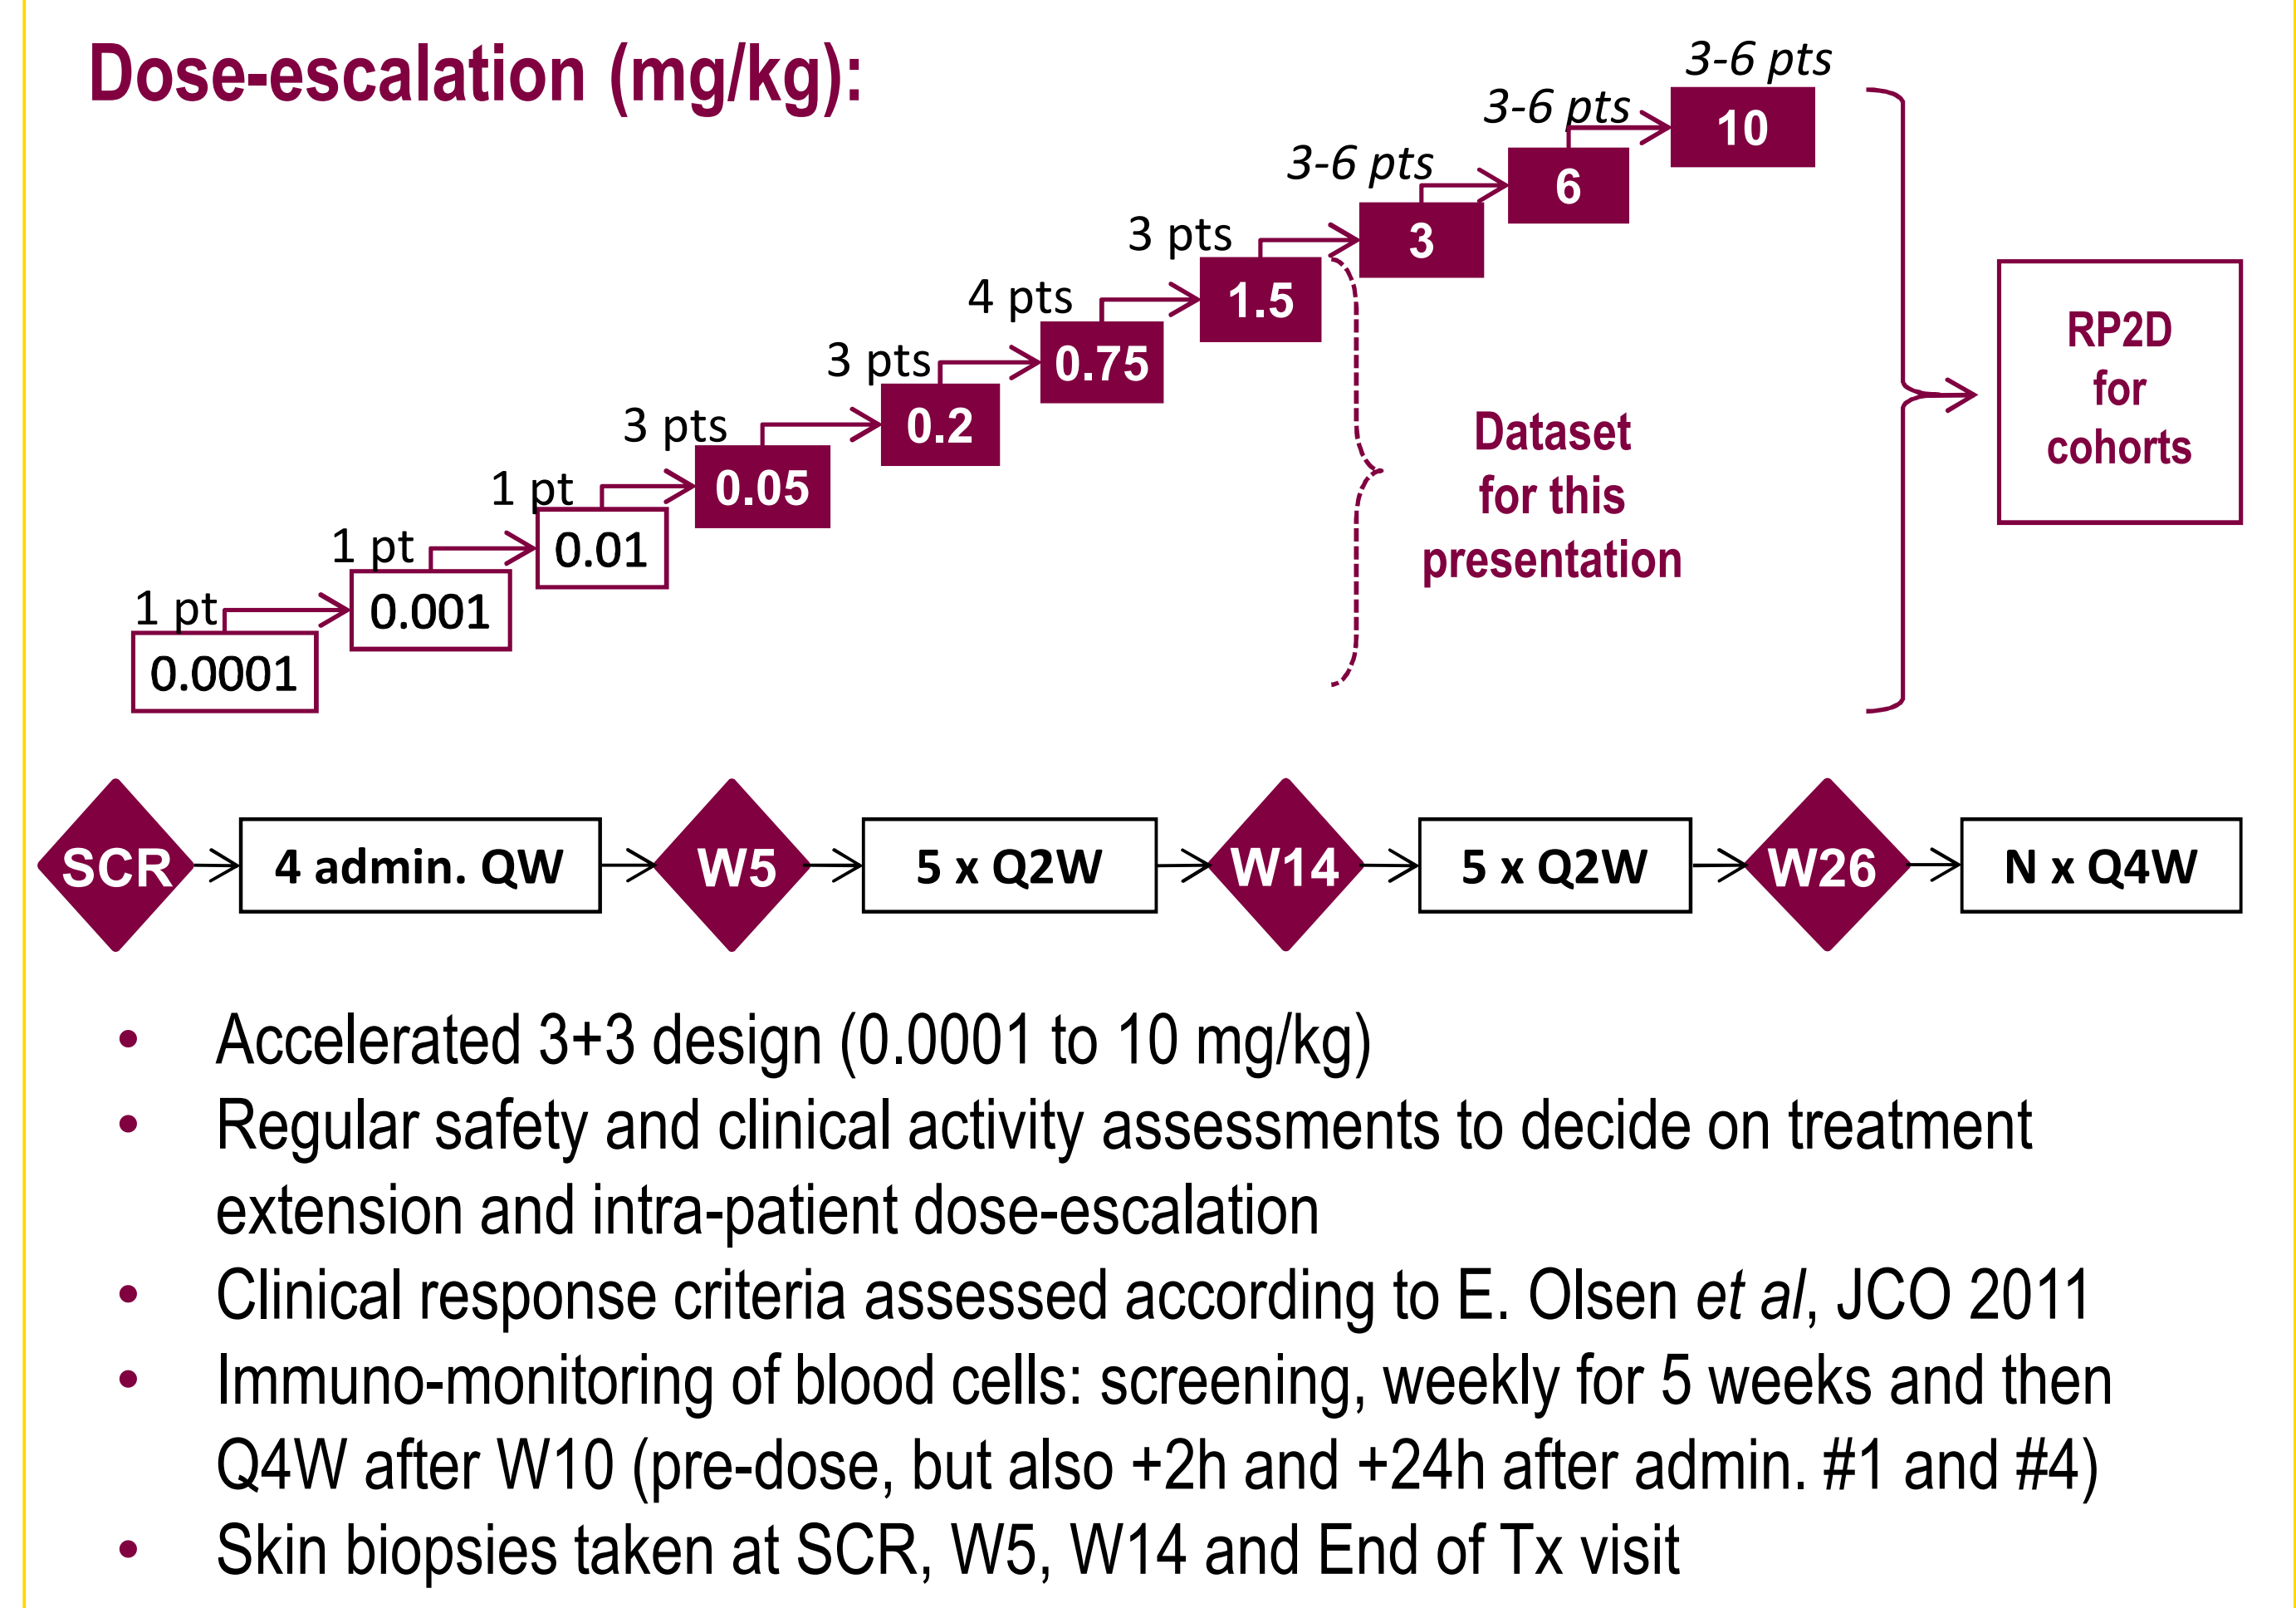 Dose-escalation (mg/kg):
3-6 pts
10
3-6 pts
6
3-6 pts
3
3 pts
1.5
4 pts
0.75
3 pts
0.2
3 pts
0.05
1 pt
0.01
1 pt
0.001
1 pt
0.0001
Dataset
for this
presentation
RP2D
for
cohorts
SCR
4 admin. QW
W5
5 x Q2W
W14
5 x Q2W
W26
N x Q4W
• Accelerated 3+3 design (0.0001 to 10 mg/kg)
• Regular safety and clinical activity assessments to decide on treatment
extension and intra-patient dose-escalation
• Clinical response criteria assessed according to E. Olsen et al, JCO 2011
• Immuno-monitoring of blood cells: screening, weekly for 5 weeks and then
Q4W after W10 (pre-dose, but also +2h and +24h after admin. #1 and #4)
• Skin biopsies taken at SCR, W5, W14 and End of Tx visit